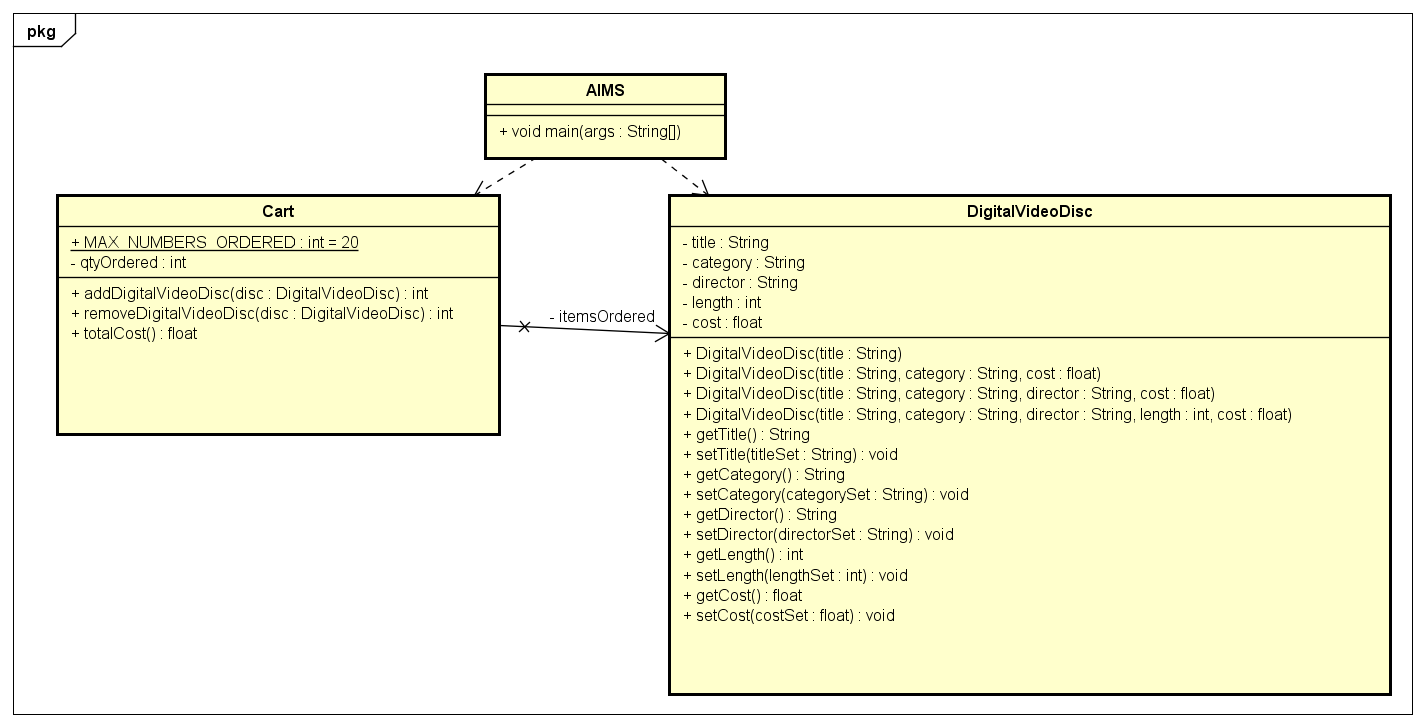 pkg
AIMS
+ void main(args : String[])
Cart
+ MAX_NUMBERS_ORDERED : int = 20
- qtyOrdered : int
+ addDigitalVideoDisc(disc : DigitalVideoDisc) : int
+ removeDigitalVideoDisc(disc : DigitalVideoDisc) : int
+ totalCost() : float
- itemsOrdered
DigitalVideoDisc
- title : String
- category : String
- director : String
- length : int
- cost : float
+ DigitalVideoDisc(title : String)
+ DigitalVideoDisc(title : String, category : String, cost : float)
+ DigitalVideoDisc(title : String, category : String, director : String, cost : float)
+ DigitalVideoDisc(title : String, category : String, director : String, length : int, cost : float)
+ getTitle() : String
+ setTitle(titleSet : String) : void
+ getCategory() : String
+ setCategory(categorySet : String) : void
+ getDirector() : String
+ setDirector(directorSet : String) : void
+ getLength() : int
+ setLength(lengthSet : int) : void
+ getCost() : float
+ setCost(costSet : float) : void